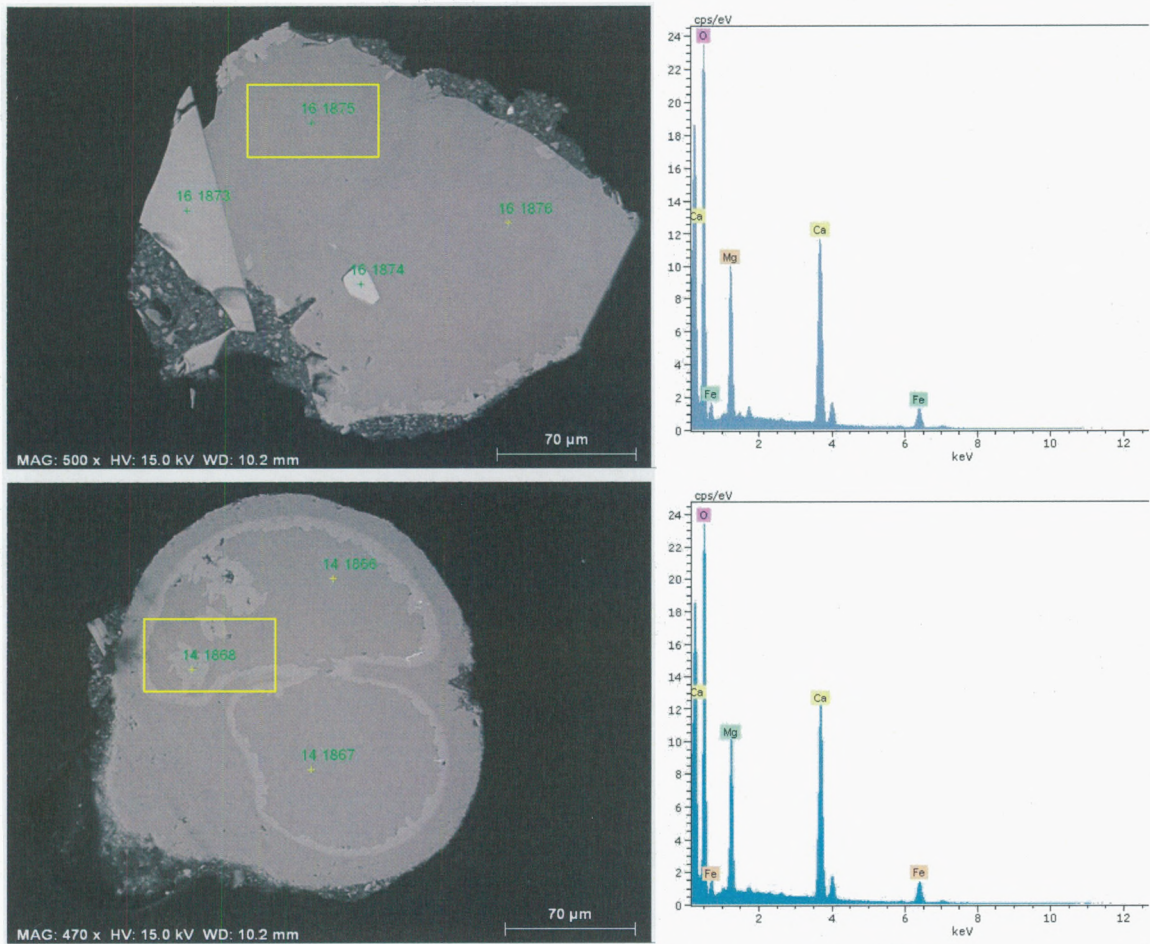 16 1875
16 1873
16 1876
16 1874
70 µm
MAG: 500 x HV: 15.0 kV WD: 10.2 mm
cps/eV
24
22
20
18
16
14
12
10
8
6
4
2
0
O
Ca
Mg
Ca
Fe
Fe
2
4
6
8
10
12
keV
14 1866
14 1868
14 1867
70 µm
MAG: 470 x HV: 15.0 kV WD: 10.2 mm
cps/eV
24
22
20
18
16
14
12
10
8
6
4
2
0
O
Ca
Mg
Ca
Fe
Fe
2
4
6
8
10
12
keV